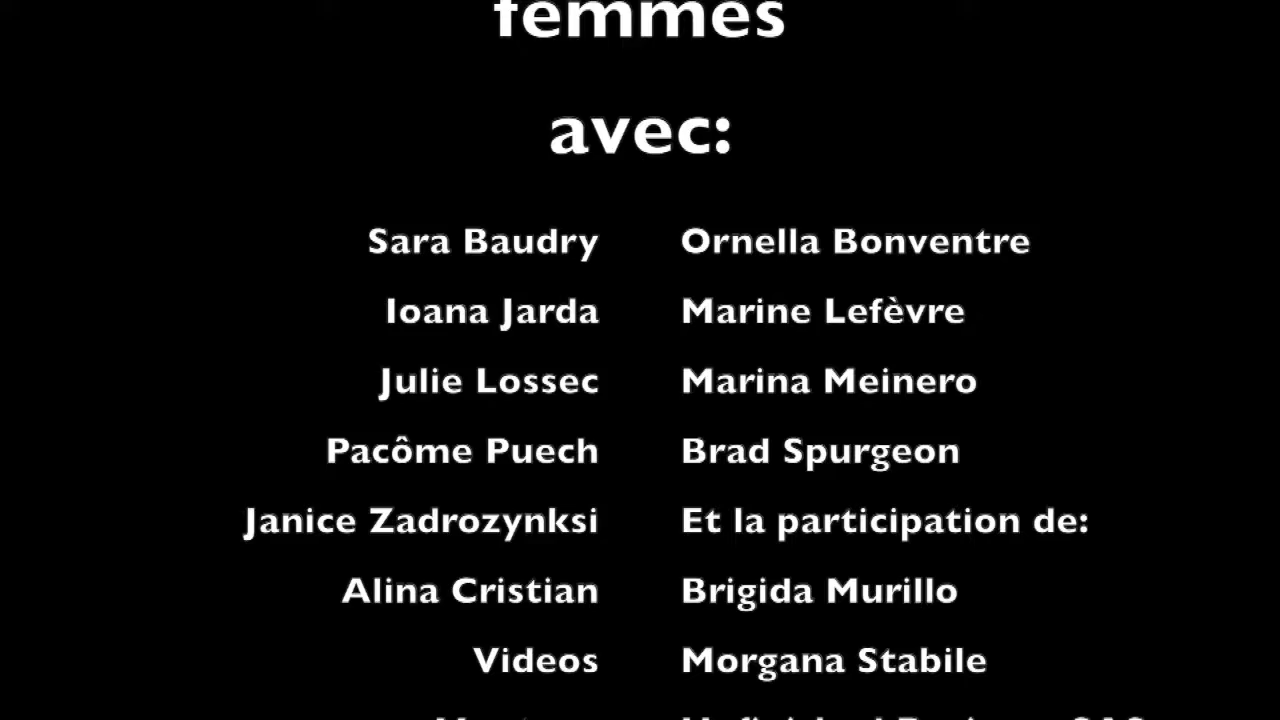 femmes
avec:
Sara Baudry Ornella Bonventre
Ioana Jarda Marine Lefèvre
Julie Lossec Marina Meinero
Pacôme Puech Brad Spurgeon
Janice Zadrozynksi Et la participation de:
Alina Cristian Brigida Murillo
Videos Morgana Stabile